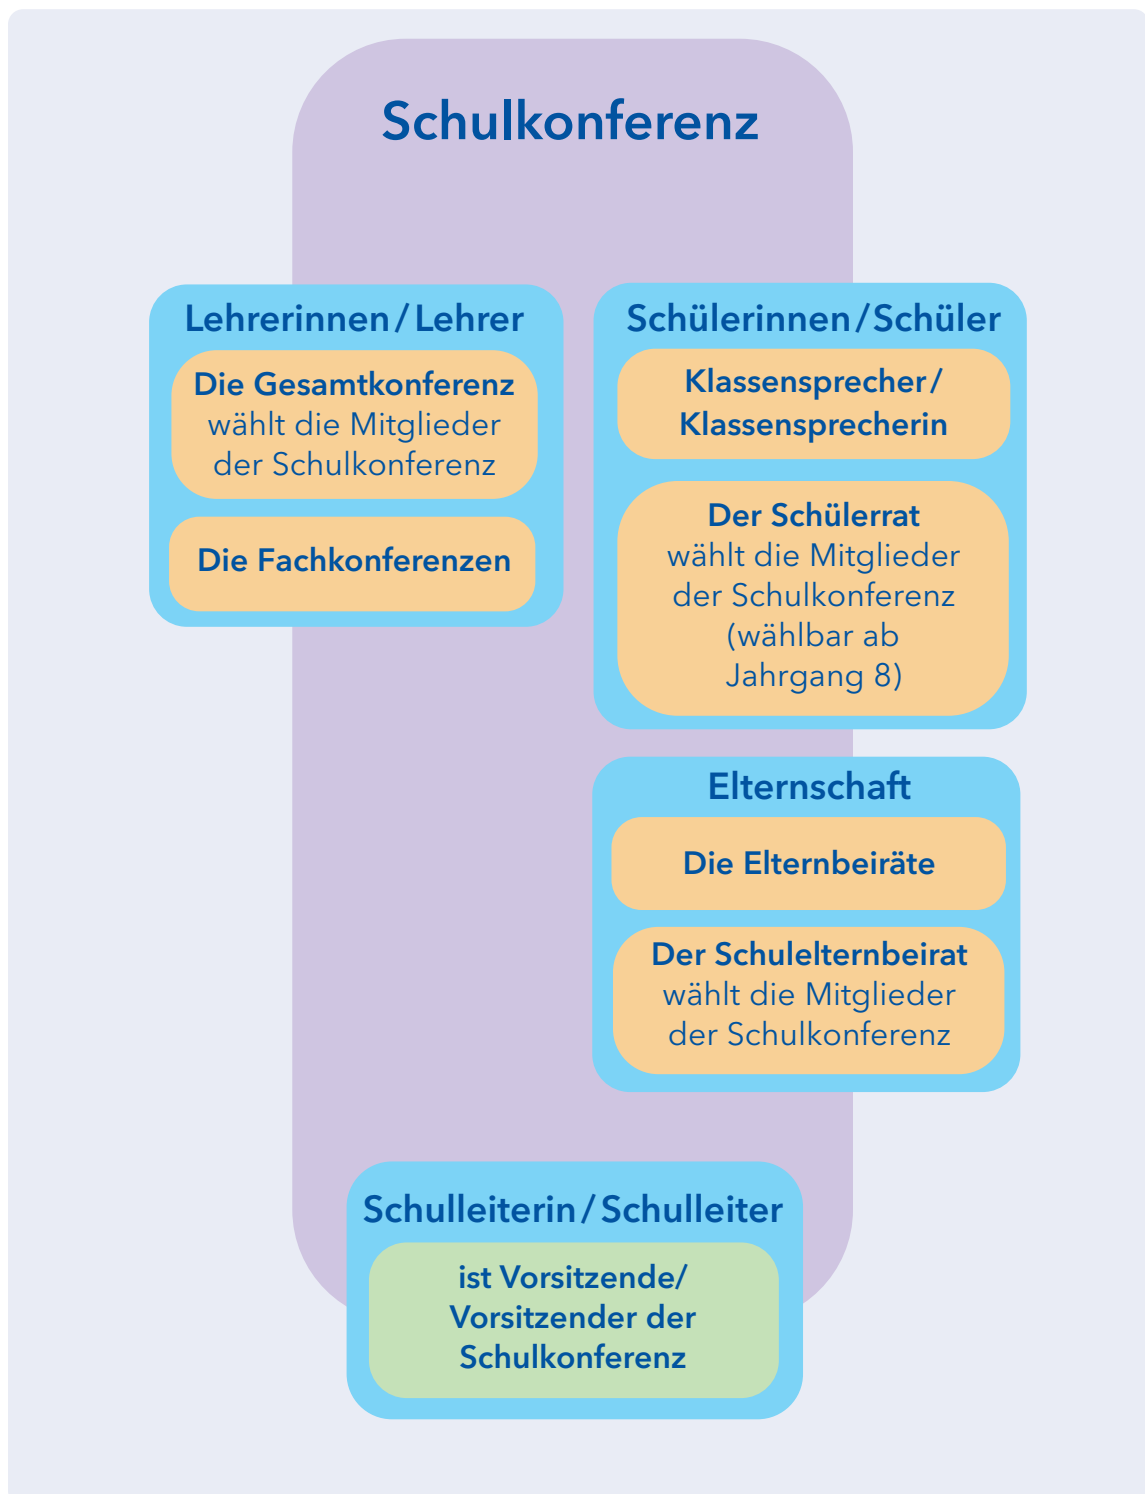 Schulkonferenz
Lehrerinnen / Lehrer
Die Gesamtkonferenz
wählt die Mitglieder
der Schulkonferenz
Die Fachkonferenzen
Schülerinnen / Schüler
Klassensprecher /
Klassensprecherin
Der Schülerrat
wählt die Mitglieder
der Schulkonferenz
(wählbar ab
Jahrgang 8)
Elternschaft
Die Elternbeiräte
Der Schulelternbeirat
wählt die Mitglieder
der Schulkonferenz
Schulleiterin / Schulleiter
ist Vorsitzende/
Vorsitzender der
Schulkonferenz